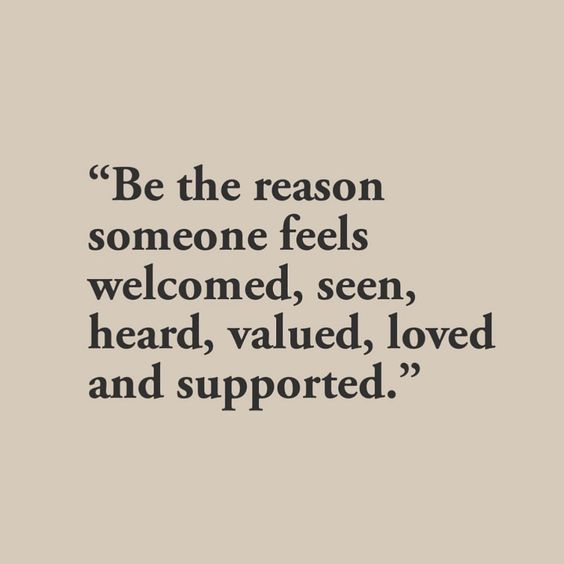 “Be the reason
someone feels
welcomed, seen,
heard, valued, loved
and supported.”